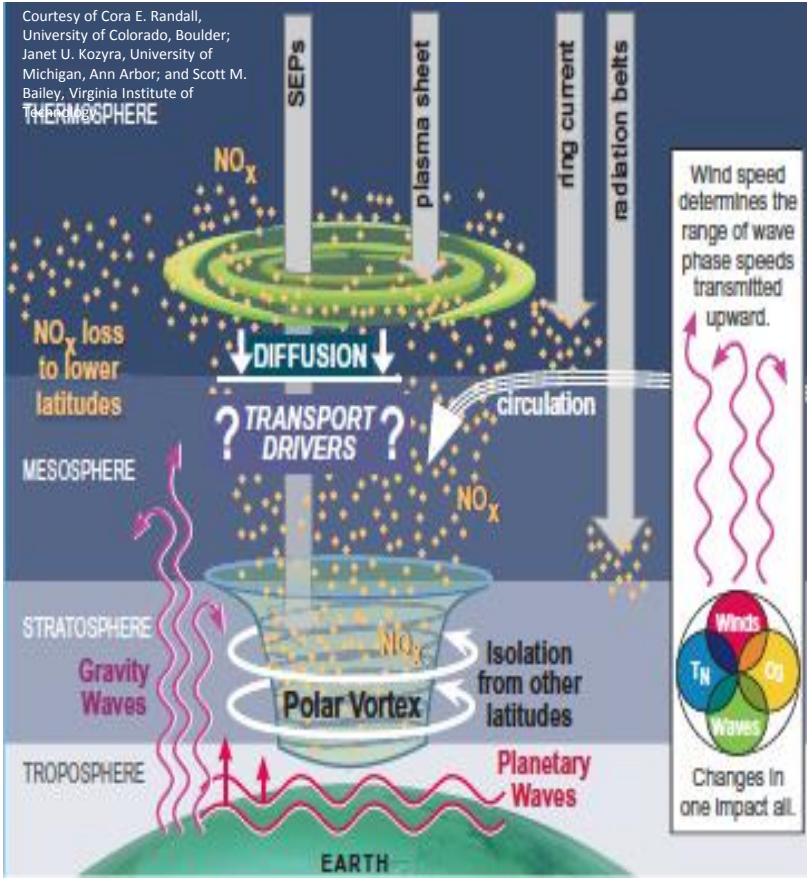 Courtesy of Cora E. Randall,
University of Colorado, Boulder;
Janet U. Kozyra, University of
Michigan, Ann Arbor; and Scott M.
Bailey, Virginia Institute of
Technology
THERMOSPHERE
SEPs
plasma sheet
ring current
radiation belts
NOx
NOx loss
to lower
latitudes
DIFFUSION
? TRANSPORT ?
DRIVERS
circulation
MESOSPHERE
NOx
STRATOSPHERE
Gravity
Waves
NOx
Polar Vortex
Isolation
from other
latitudes
TROPOSPHERE
Planetary
Waves
EARTH
Wind speed
determines the
range of wave
phase speeds
transmitted
upward.
Winds
TN
O3
Waves
Changes in
one impact all.